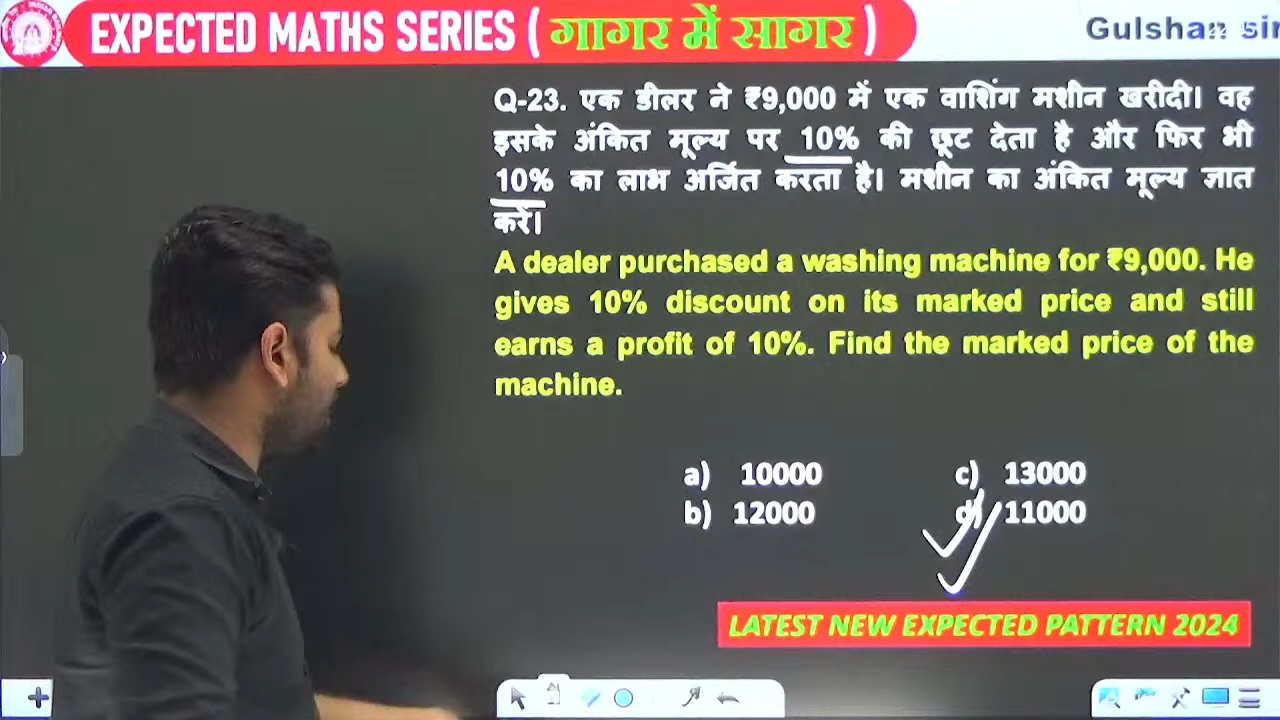 EXPECTED MATHS SERIES ( गागर में सागर )
Gulshan sir
Q-23. एक डीलर ने ₹9,000 में एक वाशिंग मशीन खरीदी। वह
इसके अंकित मूल्य पर 10% की छूट देता है और फिर भी
10% का लाभ अर्जित करता है। मशीन का अंकित मूल्य ज्ञात
करें।
A dealer purchased a washing machine for ₹9,000. He
gives 10% discount on its marked price and still
earns a profit of 10%. Find the marked price of the
machine.
a) 10000
c) 13000
b) 12000
d) 11000
LATEST NEW EXPECTED PATTERN 2024